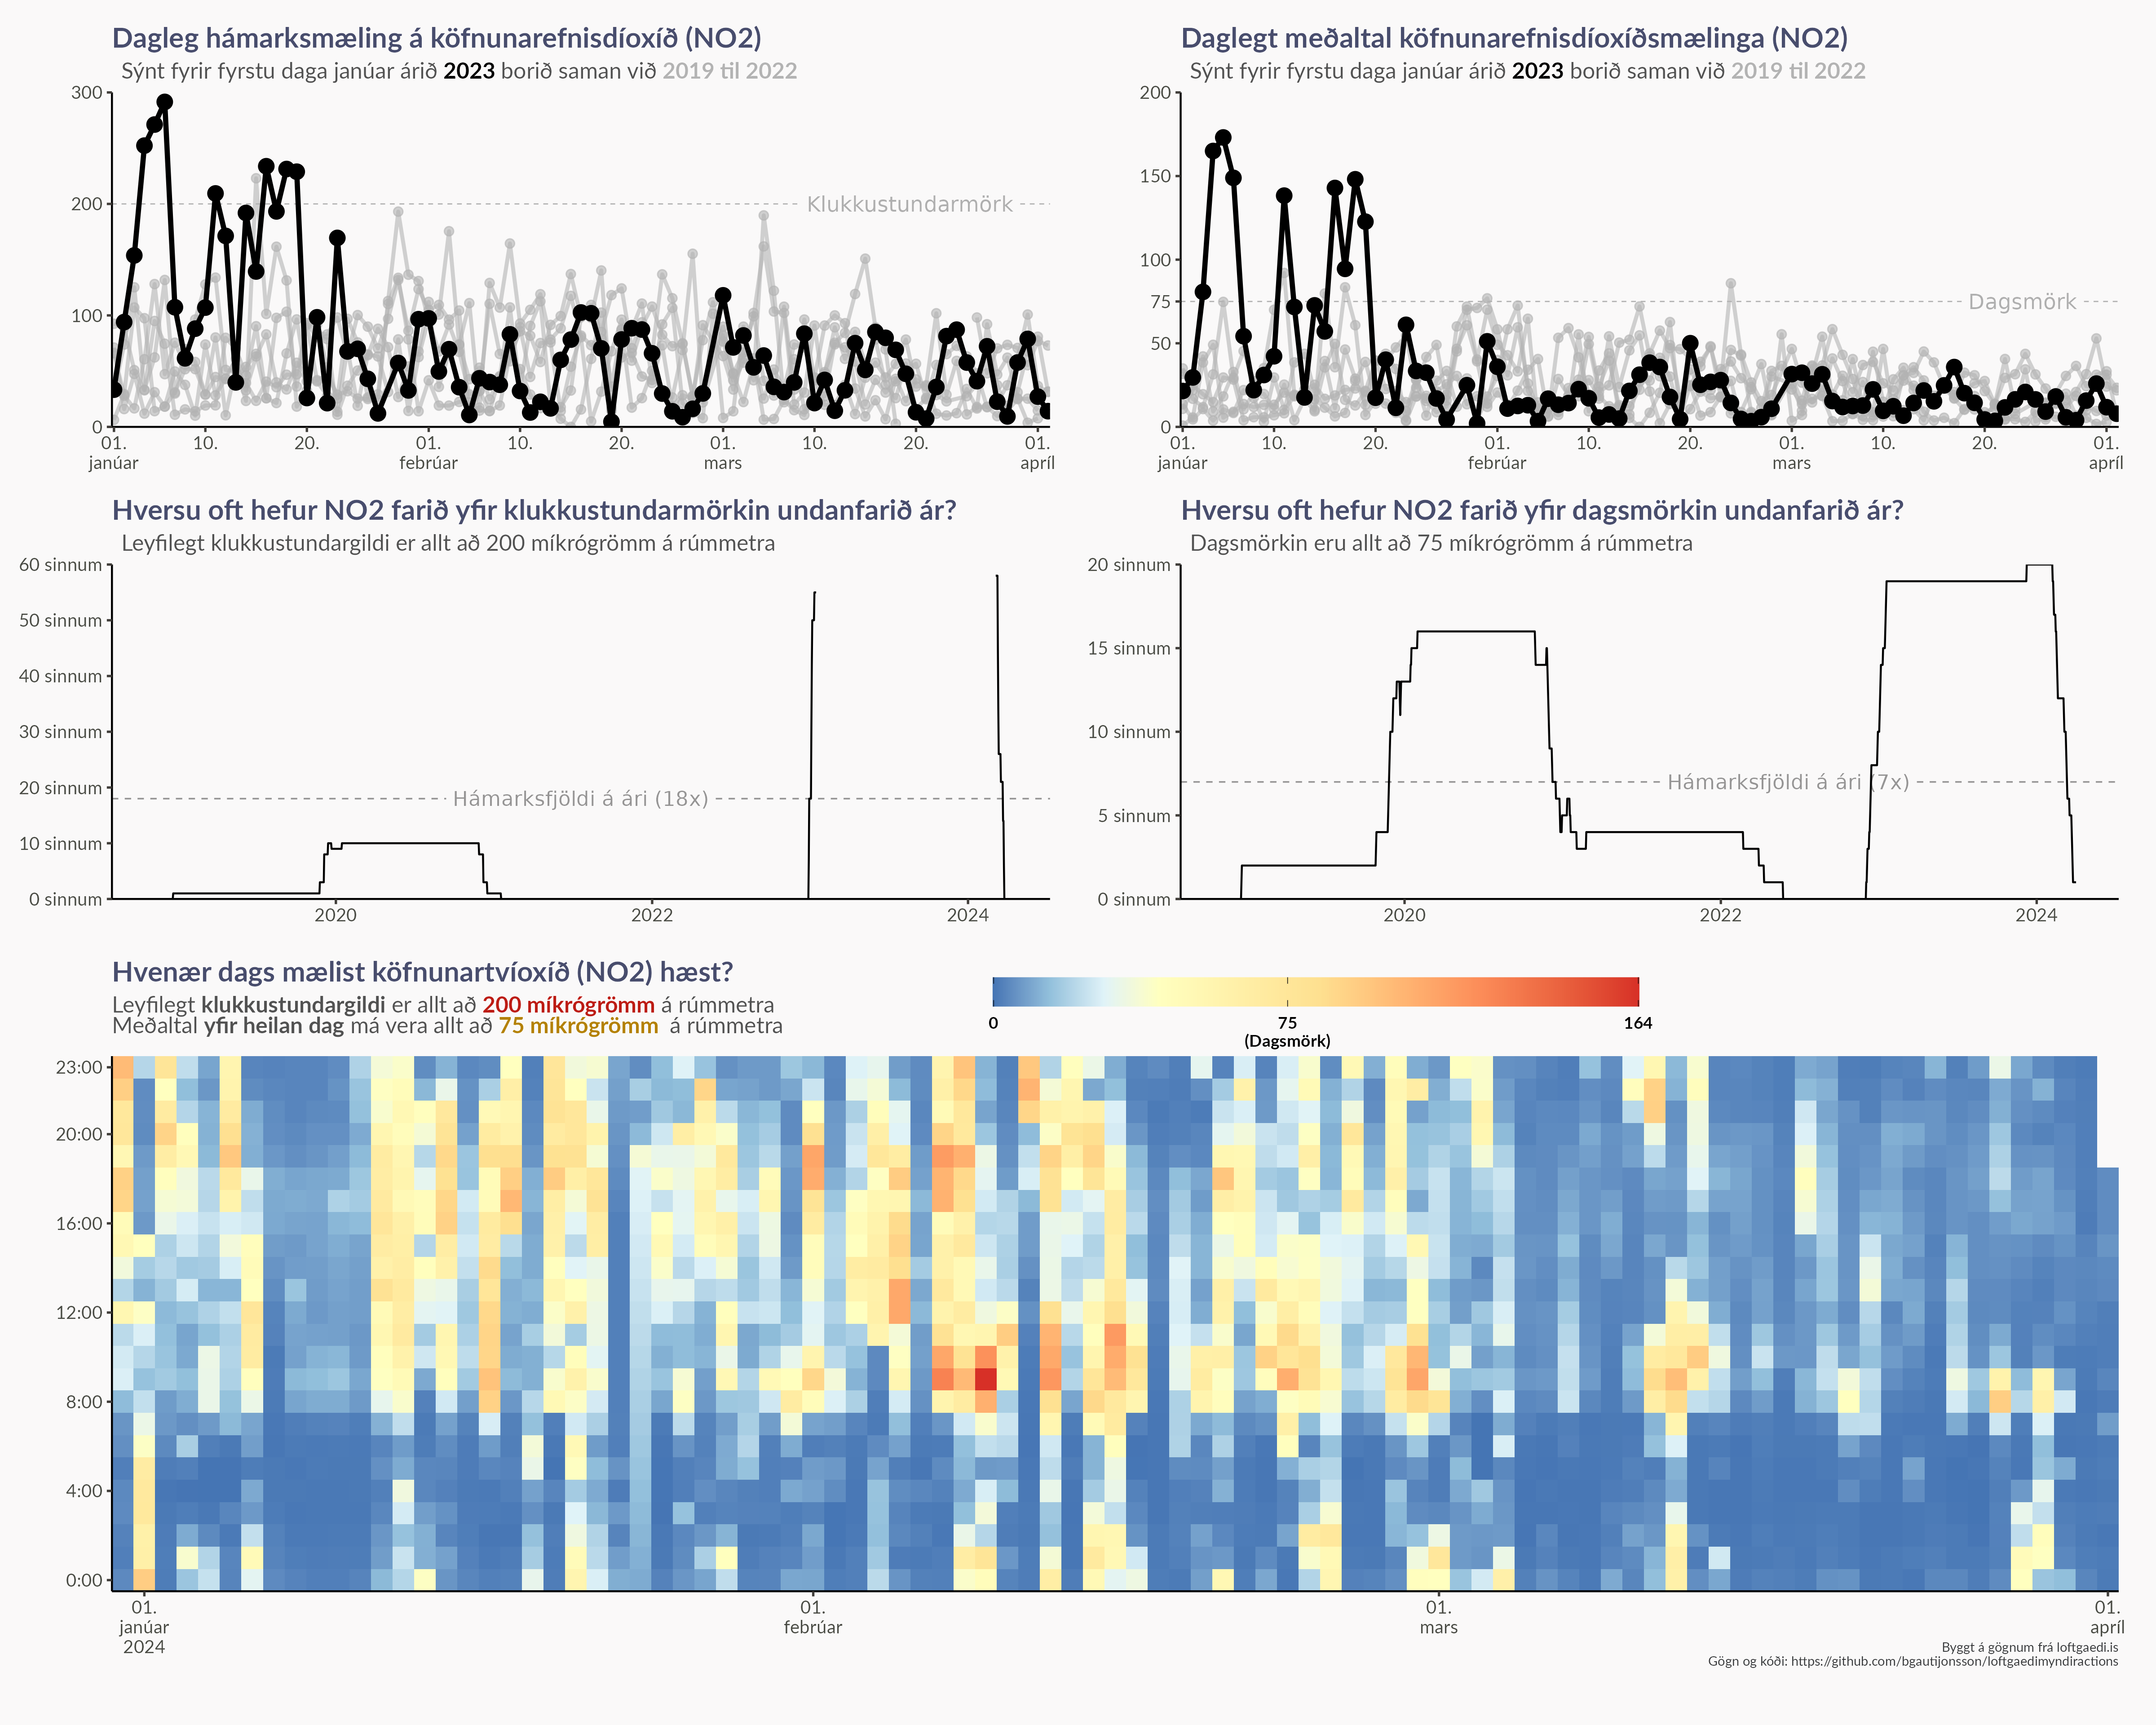 Dagleg hámarksmæling á köfnunarefnisdíoxíð (NO2)
Sýnt fyrir fyrstu daga janúar árið 2023 borið saman við 2019 til 2022
300
200
100
0
Klukkustundarmörk
01. 10. 20. 01. 10. 20. 01. 10. 20. 01.
janúar febrúar mars apríl
Daglegt meðaltal köfnunarefnisdíoxíðsmælinga (NO2)
Sýnt fyrir fyrstu daga janúar árið 2023 borið saman við 2019 til 2022
200
150
100
75
50
0
Dagsmörk
01. 10. 20. 01. 10. 20. 01. 10. 20. 01.
janúar febrúar mars apríl
Hversu oft hefur NO2 farið yfir klukkustundarmörkin undanfarið ár?
Leyfilegt klukkustundargildi er allt að 200 míkrógrömm á rúmmetra
60 sinnum
50 sinnum
40 sinnum
30 sinnum
20 sinnum
10 sinnum
0 sinnum
Hámarksfjöldi á ári (18x)
2020 2022 2024
Hversu oft hefur NO2 farið yfir dagsmörkin undanfarið ár?
Dagsmörkin eru allt að 75 míkrógrömm á rúmmetra
20 sinnum
15 sinnum
10 sinnum
5 sinnum
0 sinnum
Hámarksfjöldi á ári (7x)
2020 2022 2024
Hvenær dags mælist köfnunartvíoxíð (NO2) hæst?
Leyfilegt klukkustundargildi er allt að 200 míkrógrömm á rúmmetra
Meðaltal yfir heilan dag má vera allt að 75 míkrógrömm á rúmmetra
0 75 164
(Dagsmörk)
23:00
20:00
16:00
12:00
8:00
4:00
0:00
01. 01. 01. 01.
janúar febrúar mars apríl
2024
Byggt á gögnum frá loftgaedi.is
Gögn og kóði: https://github.com/bgautijonsson/loftgaedimyndiractions